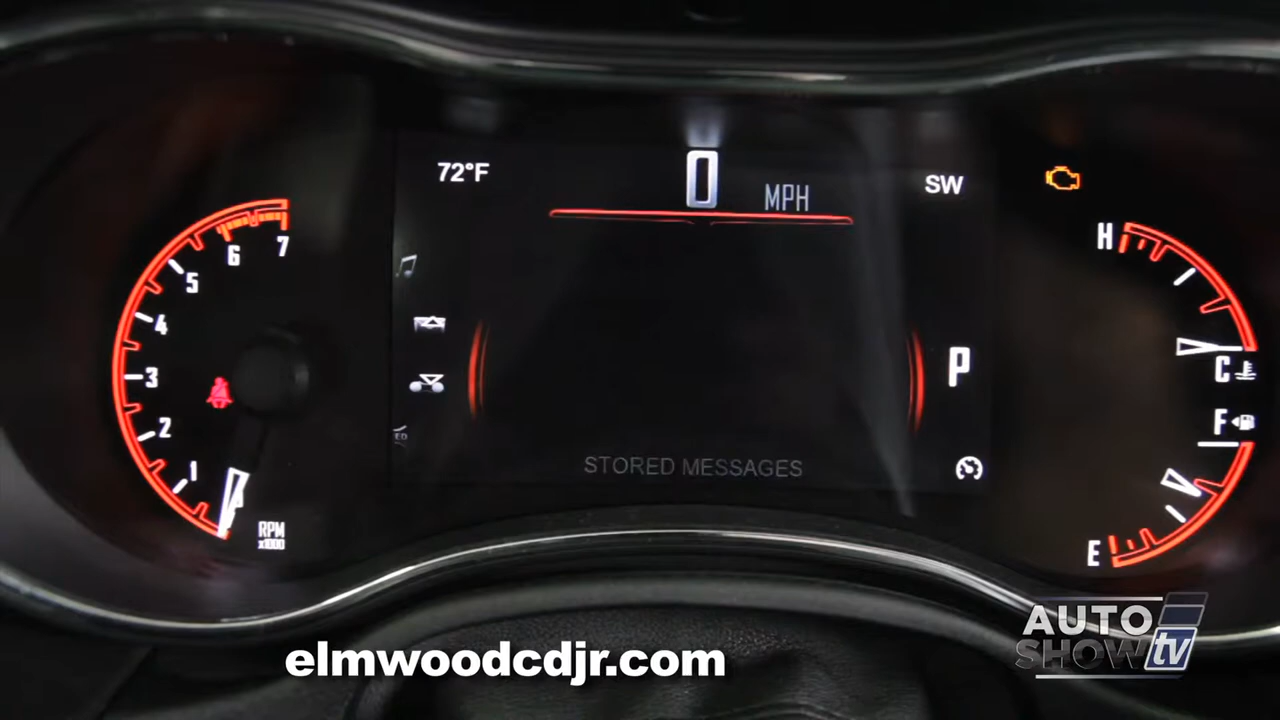 72°F
0 MPH
SW
7
6
5
4
3
2
1
RPM
H
C
F
E
P
STORED MESSAGES
elmwoodcdjr.com
AUTO
SHOW tv